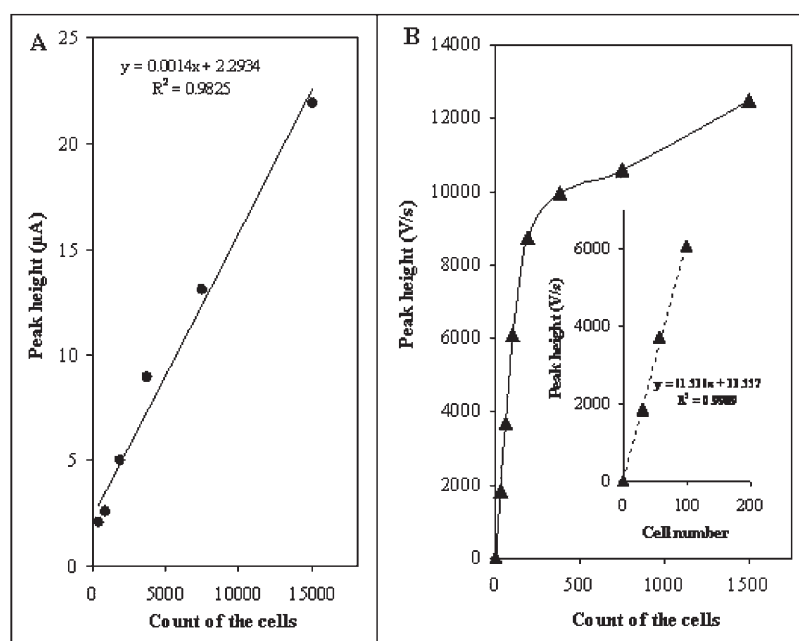 A
y = 0.0014x + 2.2934
R² = 0.9825
25
20
15
10
5
0
0 5000 10000 15000
Peak height (µA)
Count of the cells
B
14000
12000
10000
8000
6000
4000
2000
0
0 500 1000 1500
Peak height (V/s)
Count of the cells
6000
4000
2000
0
0 100 200
Peak height (V/s)
Cell number